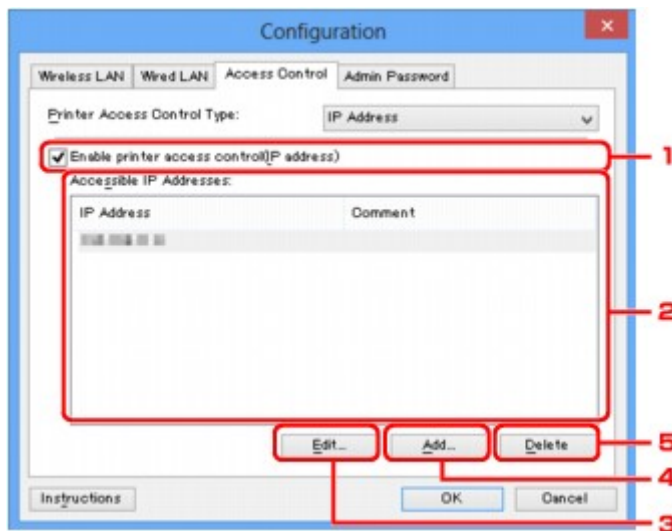 Configuration
Wireless LAN Wired LAN Access Control Admin Password
Printer Access Control Type: IP Address
Enable printer access control(IP address) 1
Accessible IP Addresses:
IP Address Comment
2
Edit... Add... Delete 5
4
Instructions OK Cancel
3